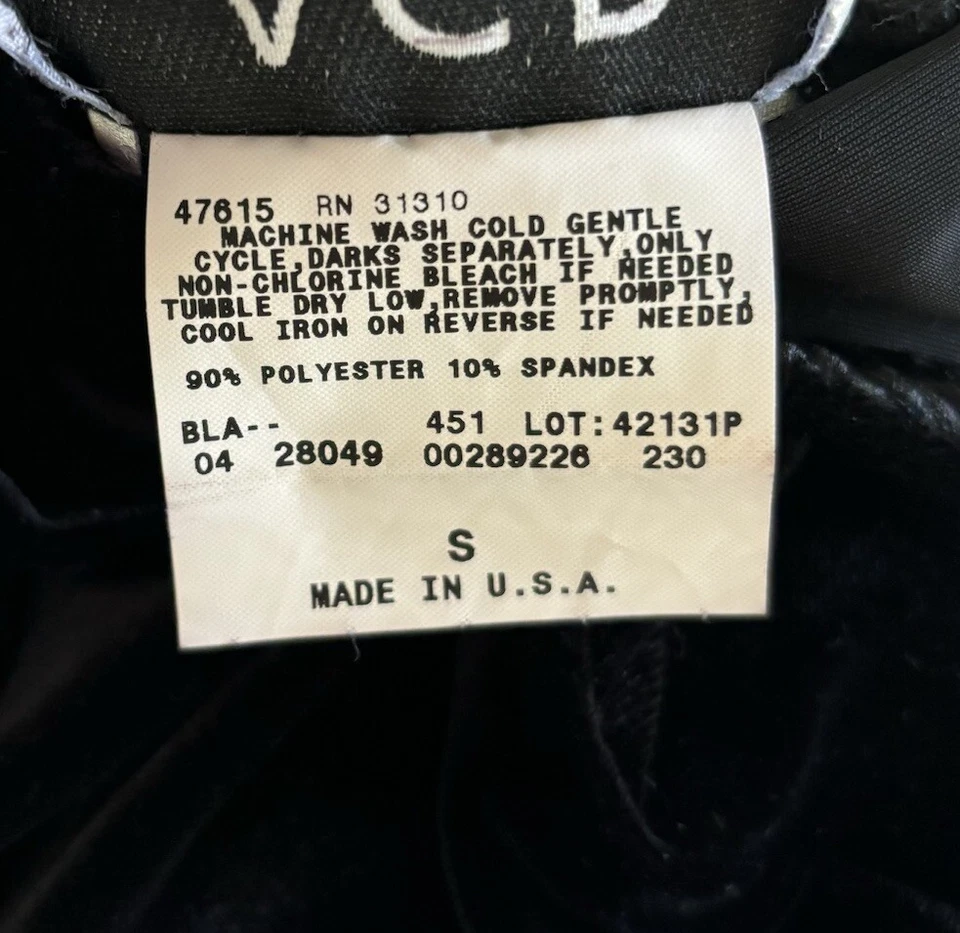 47615 RN 31310
MACHINE WASH COLD GENTLE
CYCLE,DARKS SEPARATELY,ONLY
NON-CHLORINE BLEACH IF NEEDED
TUMBLE DRY LOW,REMOVE PROMPTLY,
COOL IRON ON REVERSE IF NEEDED
90% POLYESTER 10% SPANDEX
BLA-- 451 LOT:42131P
04 28049 00289226 230
S
MADE IN U.S.A.